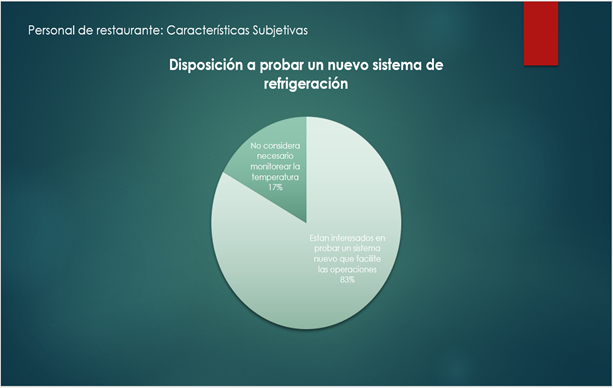 Personal de restaurante: Características Subjetivas
Disposición a probar un nuevo sistema de
refrigeración
No considera
necesario
monitorear la
temperatura
17%
Estan interesados en
probar un sistema
nuevo que facilite
las operaciones
83%